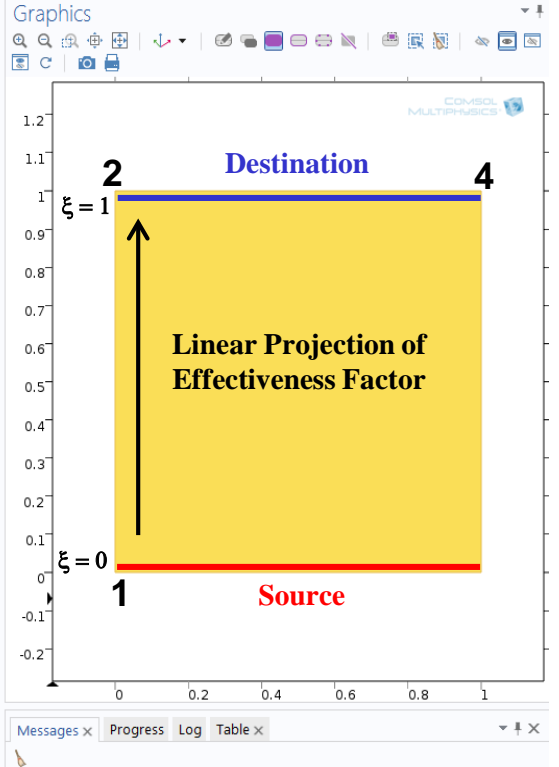 Graphics
COMSOL
MULTIPHYSICS
1.2
1.1
2
Destination
4
1
ξ = 1
0.9
0.8
0.7
0.6
Linear Projection of
0.5
Effectiveness Factor
0.4
0.3
0.2
0.1
ξ = 0
0
1
Source
-0.1
-0.2
0
0.2
0.4
0.6
0.8
1
Messages
Progress
Log
Table